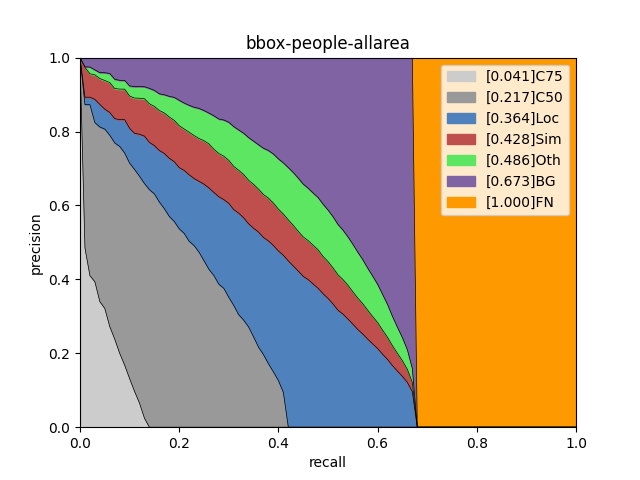 bbox-people-allarea
1.0
0.8
0.6
0.4
0.2
0.0
precision
[0.041]C75
[0.217]C50
[0.364]Loc
[0.428]Sim
[0.486]Oth
[0.673]BG
[1.000]FN
0.0 0.2 0.4 0.6 0.8 1.0
recall